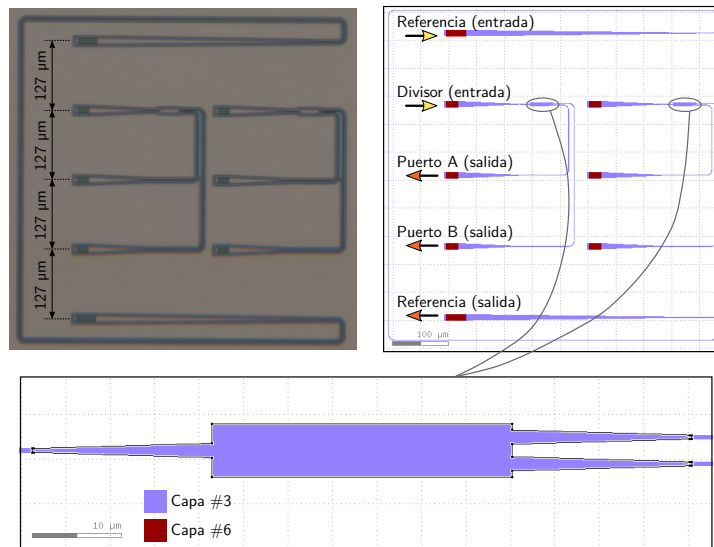 127 µm
127 µm
127 µm
127 µm
Referencia (entrada)
Divisor (entrada)
Puerto A (salida)
Puerto B (salida)
Referencia (salida)
100 µm
Capa #3
10 µm
Capa #6